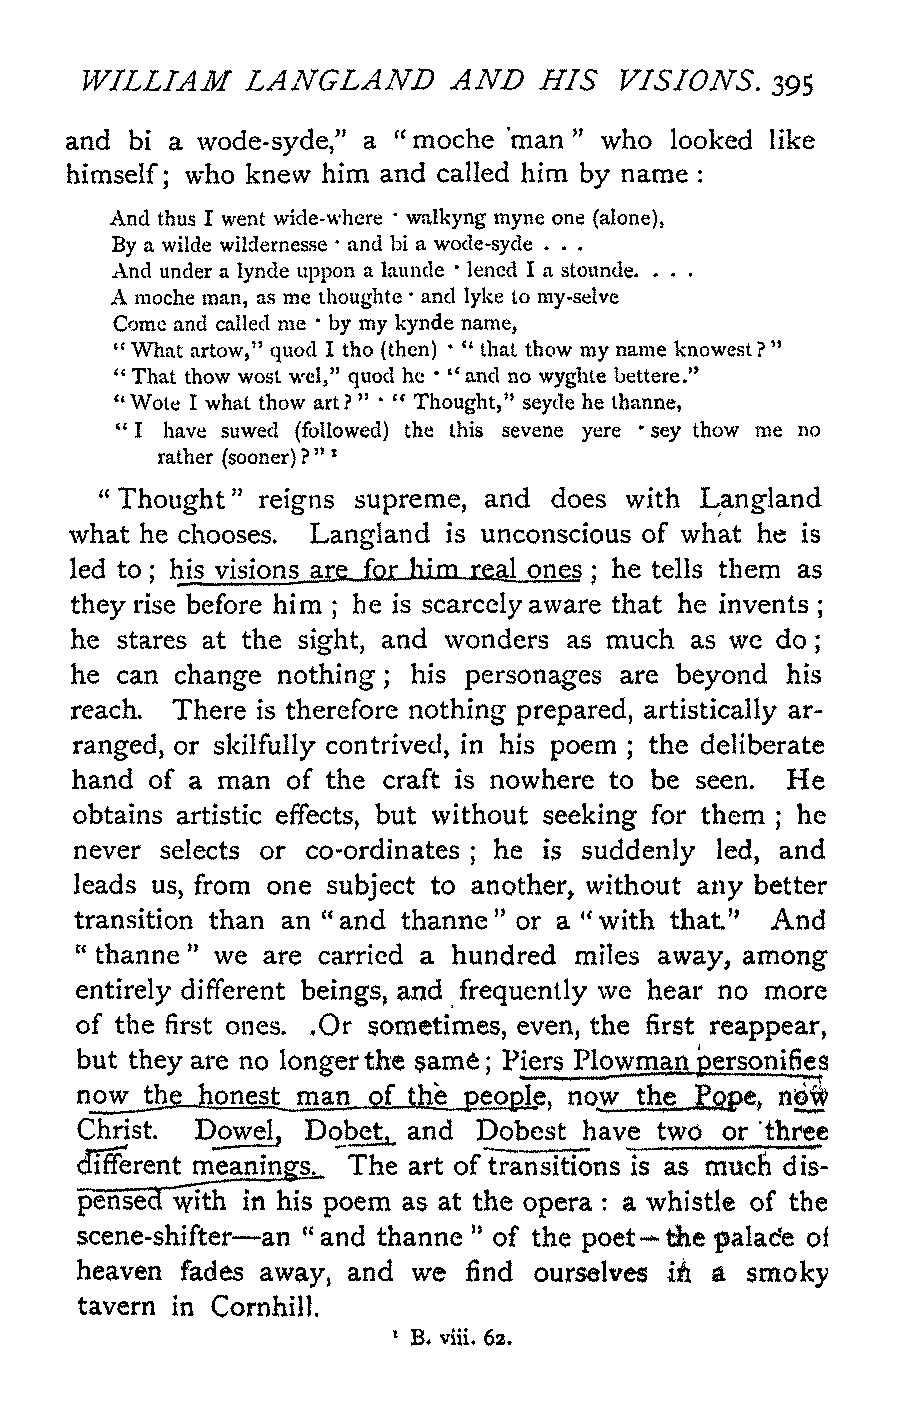 WILLIAM LANGLAND AND HIS VISIONS. 395
and bi a wode-syde,” a “moche man” who looked like
himself; who knew him and called him by name :
And thus I went wide-where · walkyng myne one (alone),
By a wilde wildernesse · and bi a wode-syde . . .
And under a lynde uppon a launde · lened I a stounde. . . .
A moche man, as me thoughte · and lyke to my-selve
Come and called me · by my kynde name,
“What artow,” quod I tho (then) · “ that thow my name knowest?”
“That thow wost wel,” quod he · “and no wyghte bettere.”
“Wote I what thow art?” · “ Thought,” seyde he thanne,
“I have suwed (followed) the this sevene yere · sey thow me no
rather (sooner)?” ¹
“Thought” reigns supreme, and does with Langland
what he chooses. Langland is unconscious of what he is
led to; his visions are for him real ones; he tells them as
they rise before him ; he is scarcely aware that he invents ;
he stares at the sight, and wonders as much as we do;
he can change nothing; his personages are beyond his
reach. There is therefore nothing prepared, artistically ar-
ranged, or skilfully contrived, in his poem ; the deliberate
hand of a man of the craft is nowhere to be seen. He
obtains artistic effects, but without seeking for them ; he
never selects or co-ordinates ; he is suddenly led, and
leads us, from one subject to another, without any better
transition than an “and thanne” or a “with that.” And
“thanne” we are carried a hundred miles away, among
entirely different beings, and frequently we hear no more
of the first ones. Or sometimes, even, the first reappear,
but they are no longer the same; Piers Plowman personifies
now the honest man of the people, now the Pope, now
Christ. Dowel, Dobet, and Dobest have two or three
different meanings. The art of transitions is as much dis-
pensed with in his poem as at the opera : a whistle of the
scene-shifter—an “and thanne” of the poet—the palace of
heaven fades away, and we find ourselves in a smoky
tavern in Cornhill.
¹ B. viii. 62.